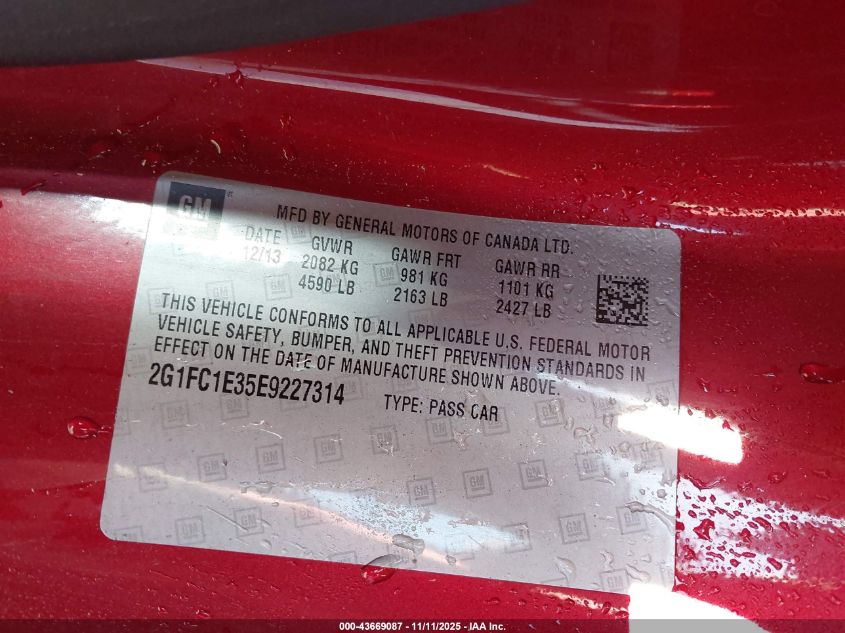 GM
MFD BY GENERAL MOTORS OF CANADA LTD.
DATE GVWR GAWR FRT GAWR RR
12/13 2082 KG 981 KG 1101 KG
4590 LB 2163 LB 2427 LB
THIS VEHICLE CONFORMS TO ALL APPLICABLE U.S. FEDERAL MOTOR
VEHICLE SAFETY, BUMPER, AND THEFT PREVENTION STANDARDS IN
EFFECT ON THE DATE OF MANUFACTURE SHOWN ABOVE.
2G1FC1E35E9227314 TYPE: PASS CAR
000-43669087 - 11/11/2025 - IAA Inc.